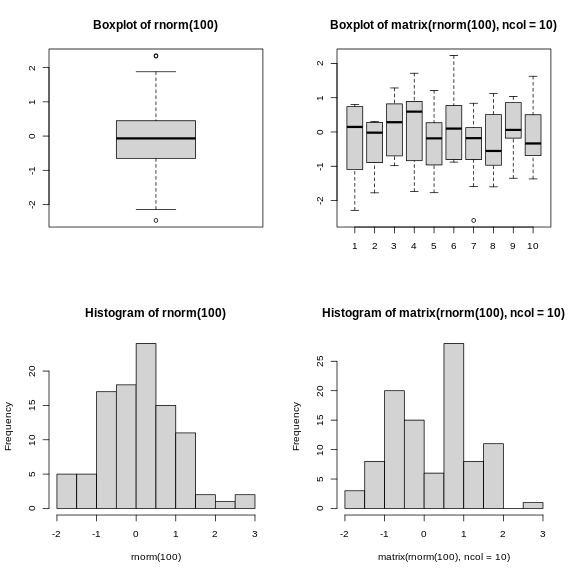 Boxplot of rnorm(100)
2
1
0
-1
-2
Boxplot of matrix(rnorm(100), ncol = 10)
2
1
0
-1
-2
1 2 3 4 5 6 7 8 9 10
Histogram of rnorm(100)
Frequency
20
15
10
5
0
-2 -1 0 1 2 3
rnorm(100)
Histogram of matrix(rnorm(100), ncol = 10)
Frequency
25
20
15
10
5
0
-2 -1 0 1 2 3
matrix(rnorm(100), ncol = 10)